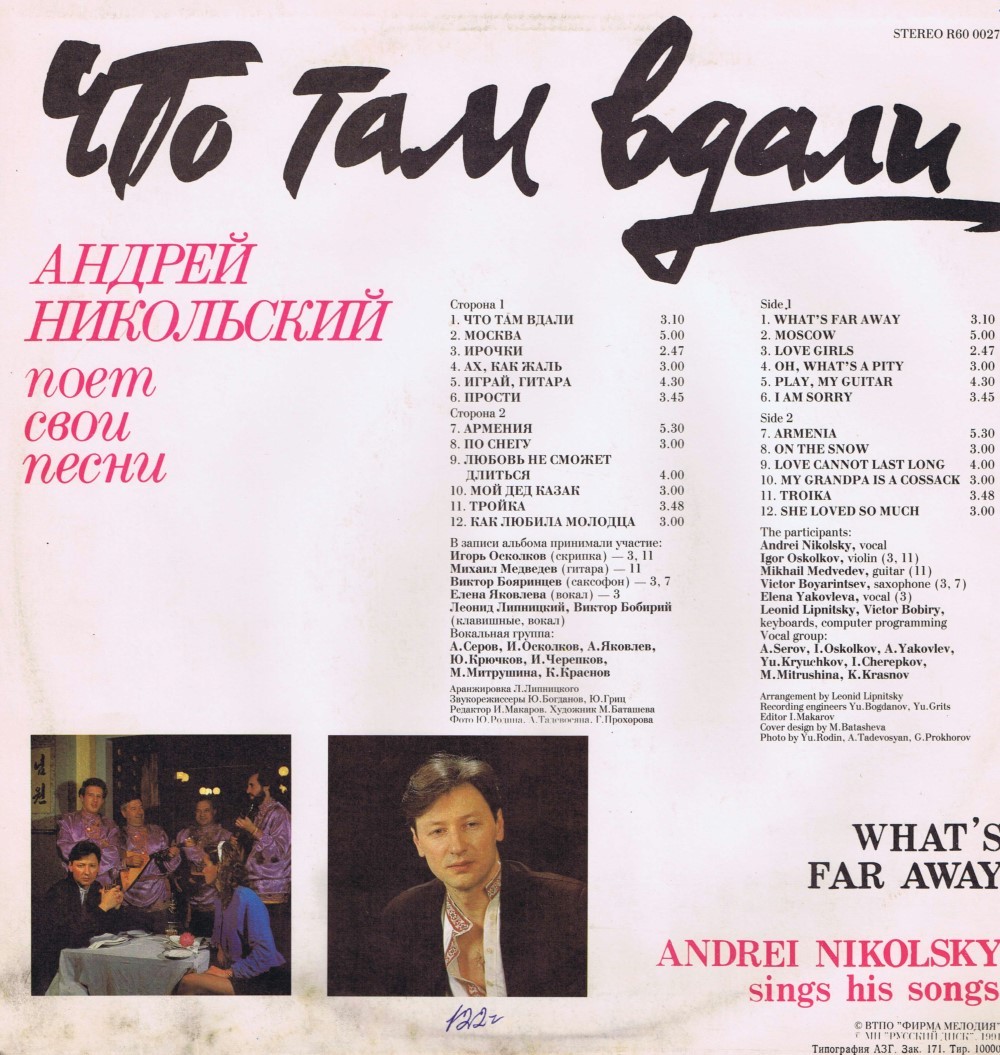 STEREO R60 0027
Что там вдали
АНДРЕЙ
НИКОЛЬСКИЙ
поет
свои
песни
Сторона 1
1. ЧТО ТАМ ВДАЛИ 3.10
2. МОСКВА 5.00
3. ИРОЧКИ 2.47
4. АХ, КАК ЖАЛЬ 3.00
5. ИГРАЙ, ГИТАРА 4.30
6. ПРОСТИ 3.45
Сторона 2
7. АРМЕНИЯ 5.30
8. ПО СНЕГУ 3.00
9. ЛЮБОВЬ НЕ СМОЖЕТ
ДЛИТЬСЯ 4.00
10. МОЙ ДЕД КАЗАК 3.00
11. ТРОЙКА 3.48
12. КАК ЛЮБИЛА МОЛОДЦА 3.00
В записи альбома принимали участие:
Игорь Осколков (скрипка) — 3, 11
Михаил Медведев (гитара) — 11
Виктор Бояринцев (саксофон) — 3, 7
Елена Яковлева (вокал) — 3
Леонид Липницкий, Виктор Бобирий
(клавишные, вокал)
Вокальная группа:
А.Серов, И.Осколков, А.Яковлев,
Ю.Крючков, И.Черепков,
М.Митрушина, К.Краснов
Аранжировка Л.Липницкого
Звукорежиссеры Ю.Богданов, Ю.Гриц
Редактор И.Макаров. Художник М.Баташева
Фото Ю.Родина, А.Тадевосяна, Г.Прохорова
Side 1
1. WHAT'S FAR AWAY 3.10
2. MOSCOW 5.00
3. LOVE GIRLS 2.47
4. OH, WHAT'S A PITY 3.00
5. PLAY, MY GUITAR 4.30
6. I AM SORRY 3.45
Side 2
7. ARMENIA 5.30
8. ON THE SNOW 3.00
9. LOVE CANNOT LAST LONG 4.00
10. MY GRANDPA IS A COSSACK 3.00
11. TROIKA 3.48
12. SHE LOVED SO MUCH 3.00
The participants:
Andrei Nikolsky, vocal
Igor Oskolkov, violin (3, 11)
Mikhail Medvedev, guitar (11)
Victor Boyarintsev, saxophone (3, 7)
Elena Yakovleva, vocal (3)
Leonid Lipnitsky, Victor Bobiry,
keyboards, computer programming
Vocal group:
A.Serov, I.Oskolkov, A.Yakovlev,
Yu.Kryuchkov, I.Cherepkov,
M.Mitrushina, K.Krasnov
Arrangement by Leonid Lipnitsky
Recording engineers Yu.Bogdanov, Yu.Grits
Editor I.Makarov
Cover design by M.Batasheva
Photo by Yu.Rodin, A.Tadevosyan, G.Prokhorov
WHAT'S
FAR AWAY
ANDREI NIKOLSKY
sings his songs
122
© ВТПО "ФИРМА МЕЛОДИЯ"
МП "РУССКИЙ ДИСК", 1991
Типография АЗГ. Зак. 171. Тир. 10000